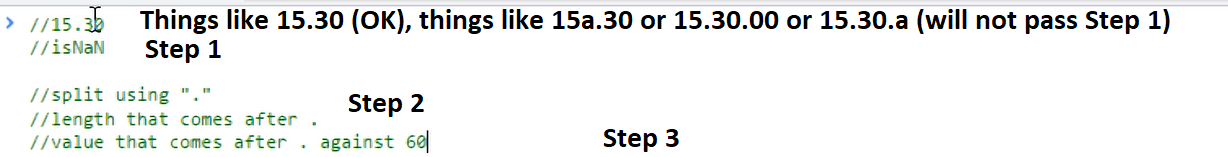 //15.30 Things like 15.30 (OK), things like 15a.30 or 15.30.00 or 15.30.a (will not pass Step 1)
//isNaN Step 1
//split using "."
Step 2
//length that comes after .
//value that comes after . against 60 Step 3